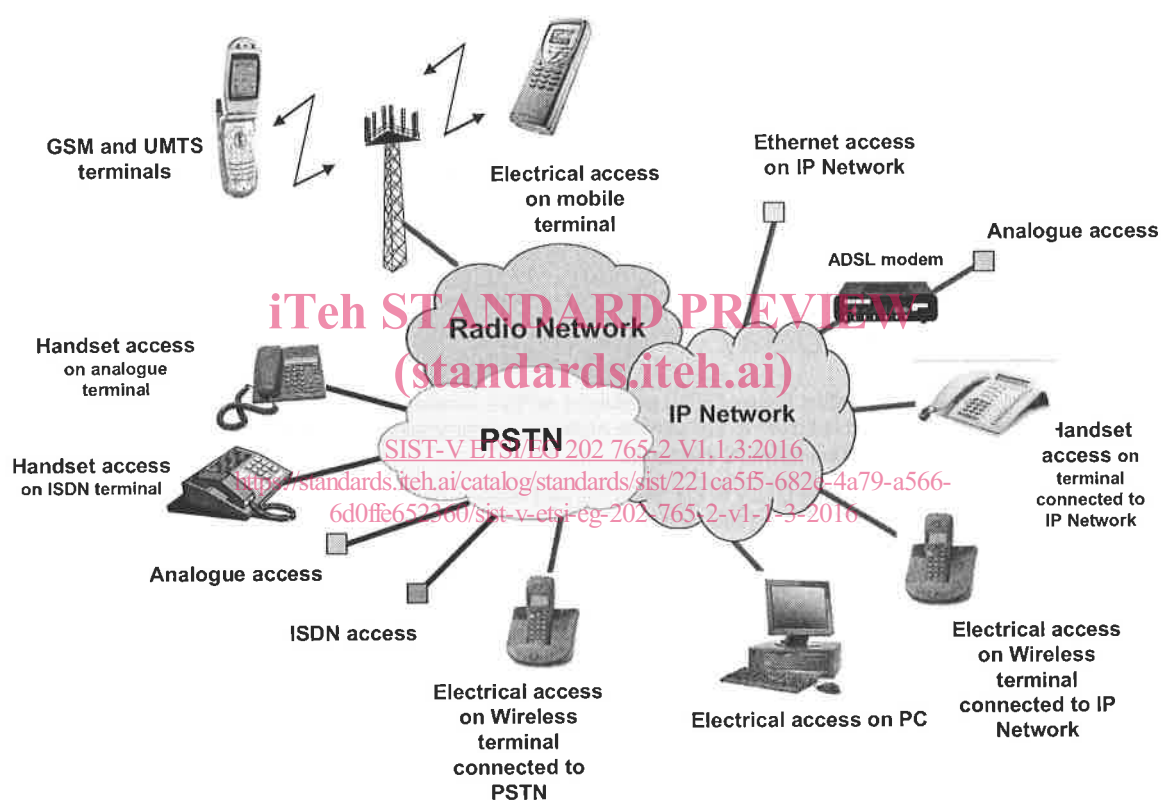 GSM and UMTS
terminals
Electrical access
on mobile
terminal
Ethernet access
on IP Network
Analogue access
ADSL modem
iTeh STANDARD PREVIEW
Radio Network
(standards.iteh.ai)
Handset access
on analogue
terminal
IP Network
PSTN
SIST-V ETSI/EG 202 765-2 V1.1.3:2016
https://standards.iteh.ai/catalog/standards/sist/221ca5f5-682e-4a79-a566-
6d0ffe652360/sist-v-etsi-eg-202-765-2-v1-1-3-2016
Handset access
on ISDN terminal
Handset
access on
terminal
connected to
IP Network
Analogue access
ISDN access
Electrical access
on Wireless
terminal
connected to
PSTN
Electrical access on PC
Electrical access
on Wireless
terminal
connected to IP
Network